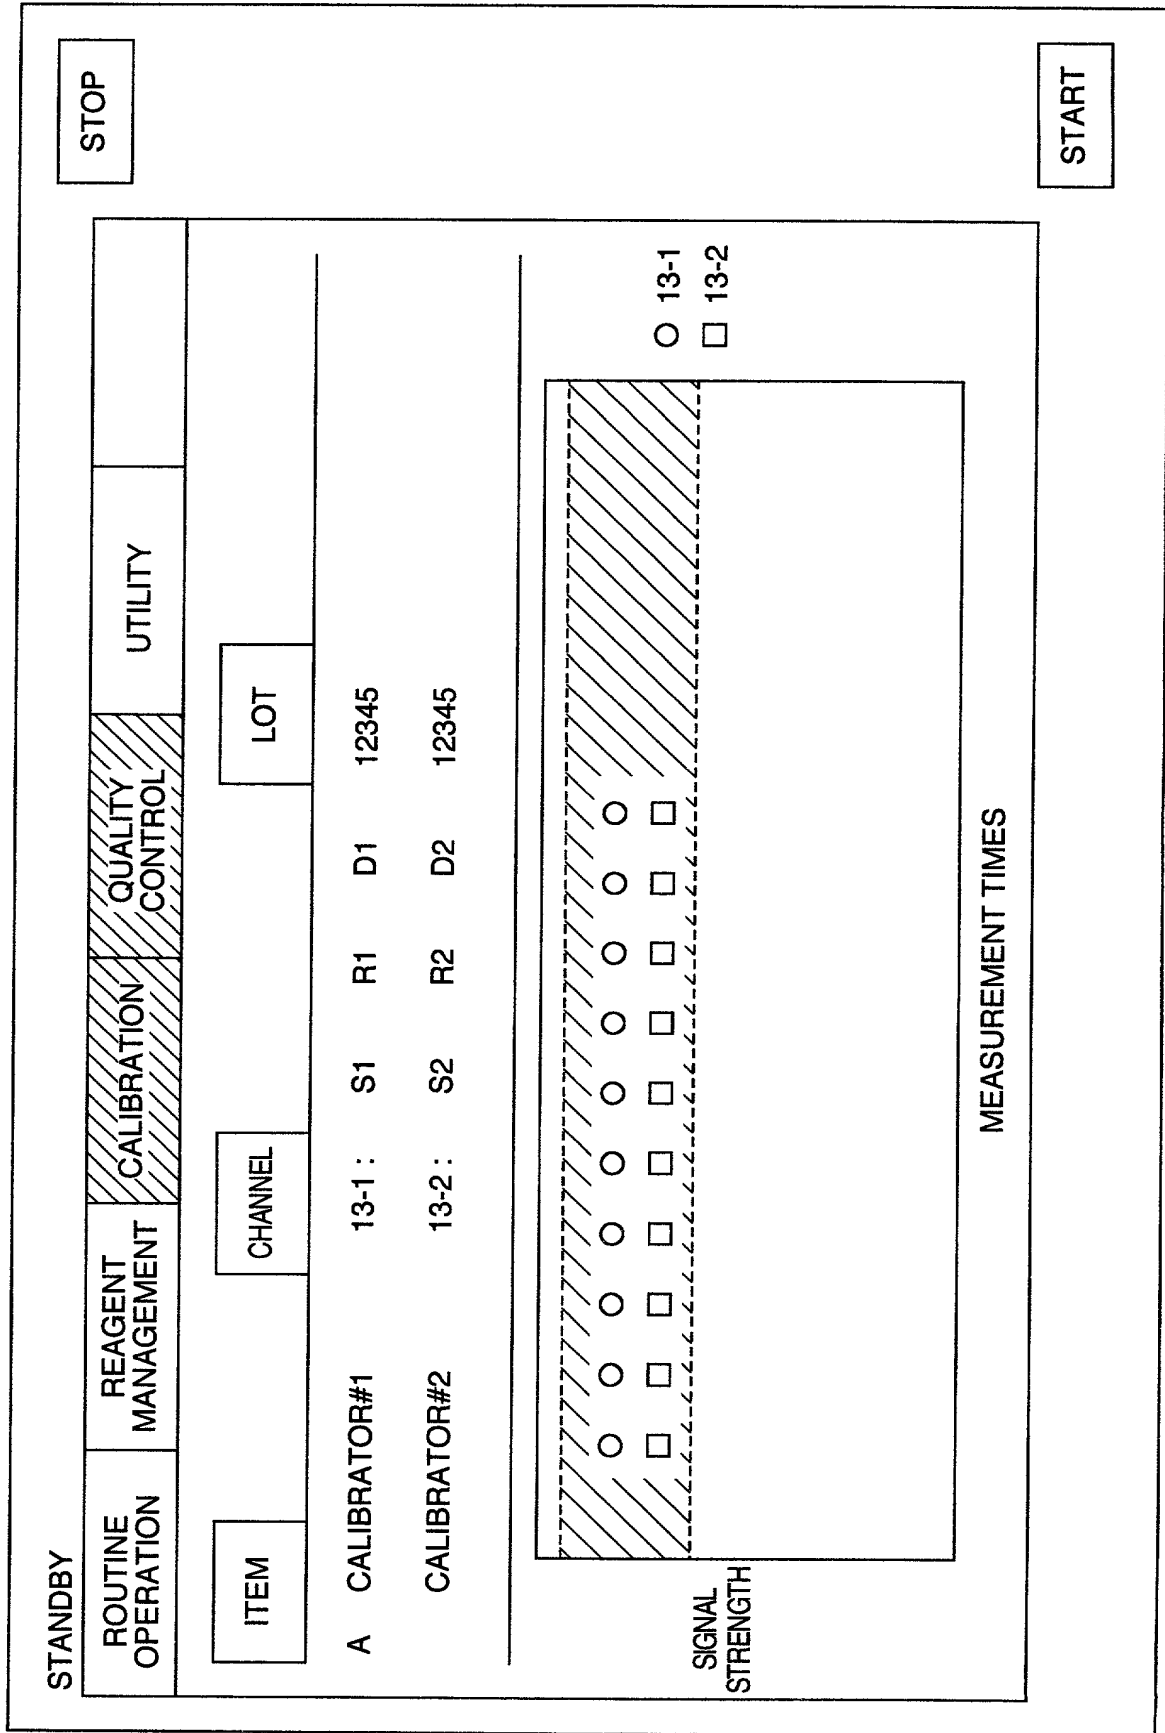 STANDBY
STOP
ROUTINE
OPERATION
REAGENT
MANAGEMENT
CALIBRATION
QUALITY
CONTROL
UTILITY
ITEM
CHANNEL
LOT
A CALIBRATOR#1 13-1 : S1 R1 D1 12345
CALIBRATOR#2 13-2 : S2 R2 D2 12345
SIGNAL
STRENGTH
13-1
13-2
MEASUREMENT TIMES
START